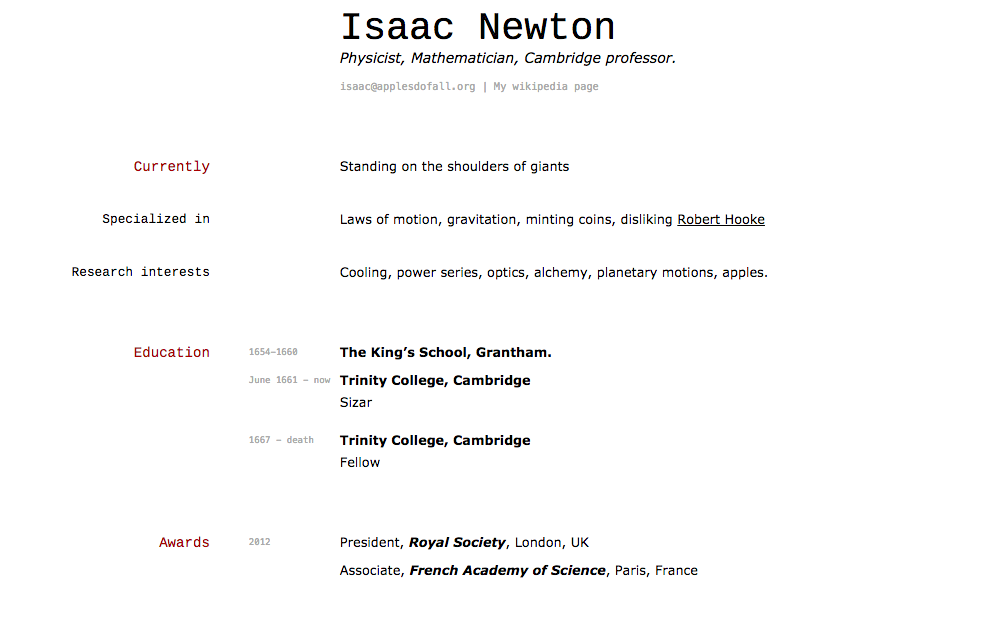 Isaac Newton
Physicist, Mathematician, Cambridge professor.
isaac@applesdofall.org | My wikipedia page
Currently Standing on the shoulders of giants
Specialized in Laws of motion, gravitation, minting coins, disliking Robert Hooke
Research interests Cooling, power series, optics, alchemy, planetary motions, apples.
Education 1654–1660 The King’s School, Grantham.
June 1661 – now Trinity College, Cambridge
Sizar
1667 – death Trinity College, Cambridge
Fellow
Awards 2012 President, Royal Society, London, UK
Associate, French Academy of Science, Paris, France